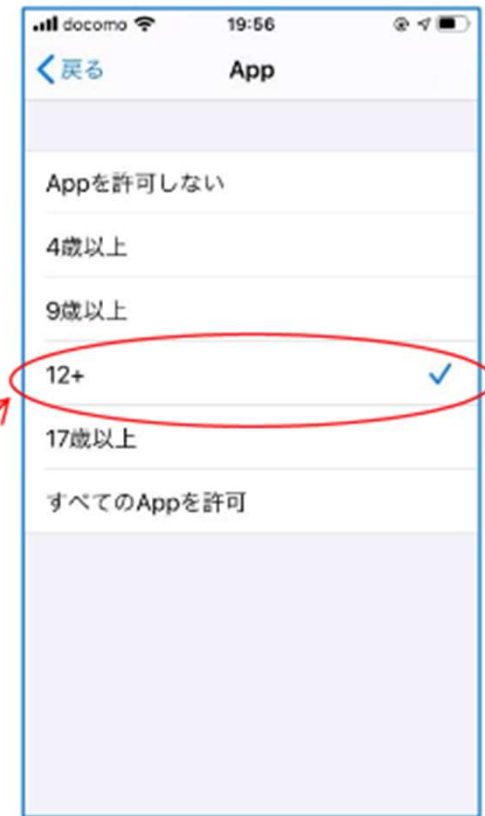 docomo 19:56
戻る App
Appを許可しない
4歳以上
9歳以上
12+
17歳以上
すべてのAppを許可